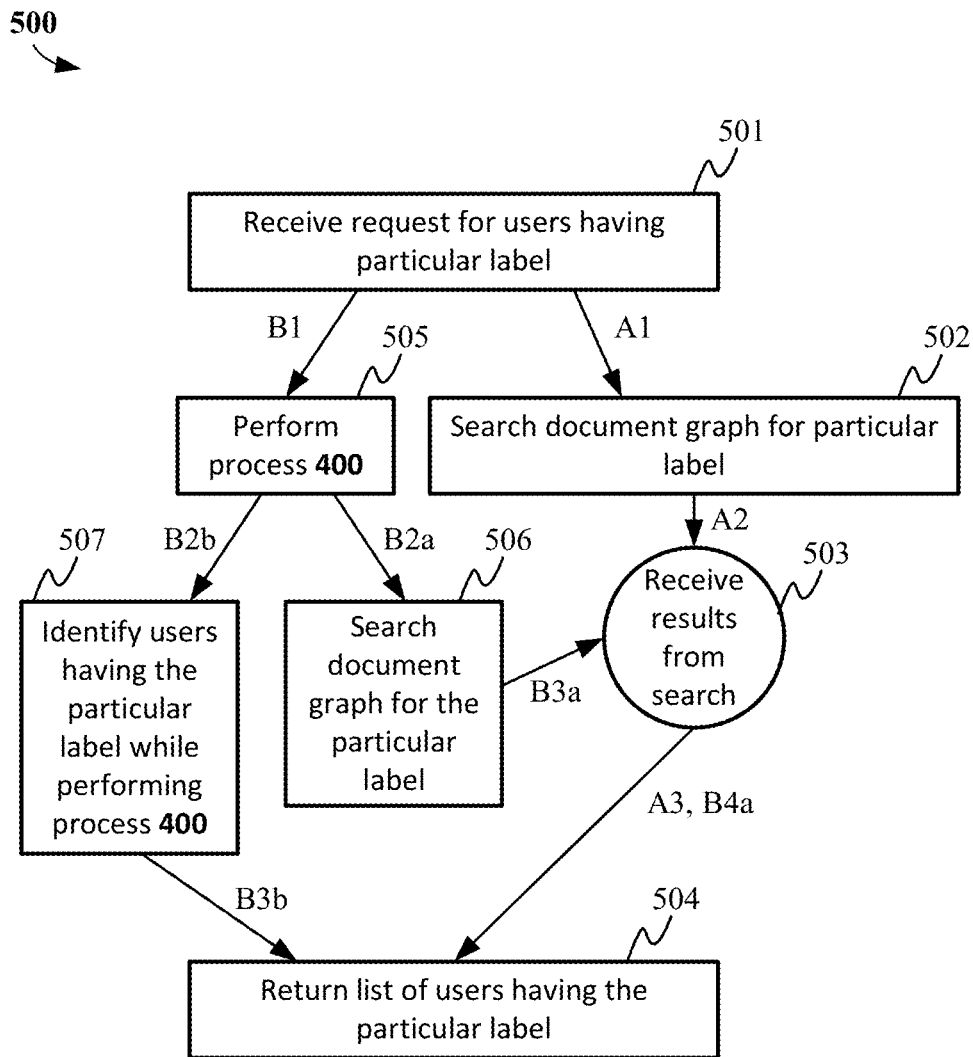 500
501
Receive request for users having
particular label
B1
A1
505
502
Perform
process 400
Search document graph for particular
label
A2
507
B2b
B2a
506
503
Receive
results
from
search
Identify users
having the
particular
label while
performing
process 400
Search
document
graph for the
particular
label
B3a
A3, B4a
B3b
504
Return list of users having the
particular label